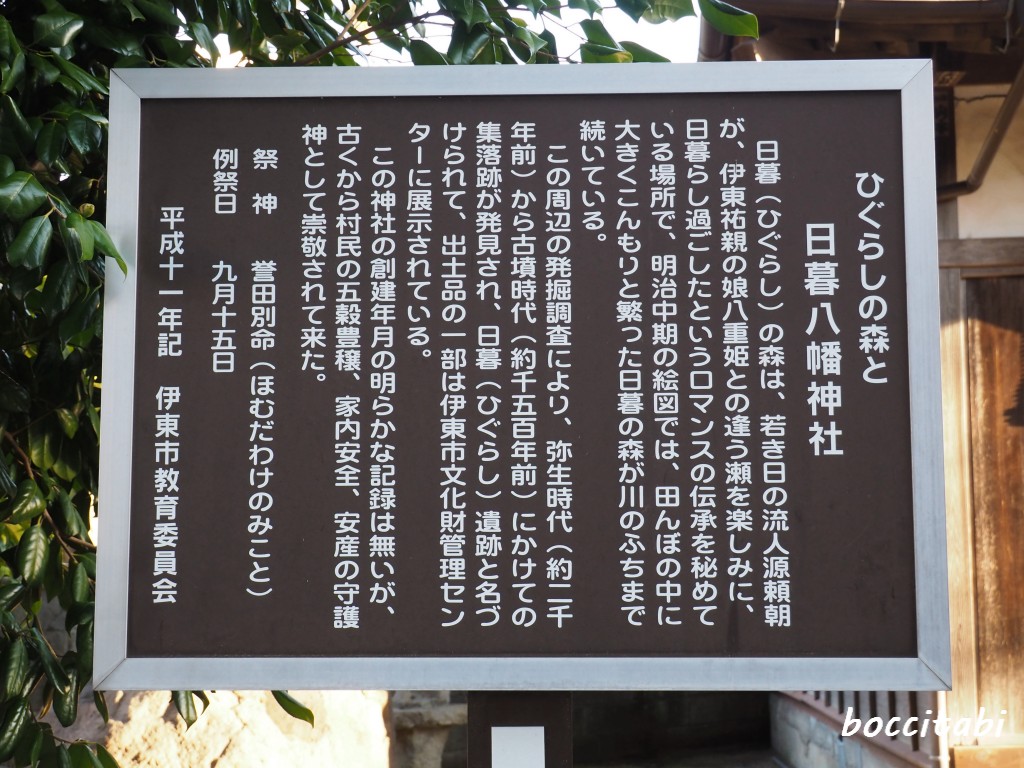 ひぐらしの森と
日暮八幡神社
日暮（ひぐらし）の森は、若き日の流人源頼朝
が、伊東祐親の娘八重姫との逢う瀬を楽しみに、
日暮らし過ごしたというロマンスの伝承を秘めて
いる場所で、明治中期の絵図では、田んぼの中に
大きくこんもりと繁った日暮の森が川のふちまで
続いている。
この周辺の発掘調査により、弥生時代（約二千
年前）から古墳時代（約千五百年前）にかけての
集落跡が発見され、日暮（ひぐらし）遺跡と名づ
けられて、出土品の一部は伊東市文化財管理セン
ターに展示されている。
この神社の創建年月の明らかな記録は無いが、
古くから村民の五穀豊穣、家内安全、安産の守護
神として崇敬されて来た。
祭神　誉田別命（ほむだわけのみこと）
例祭日　九月十五日
平成十一年記　伊東市教育委員会
boccitabi